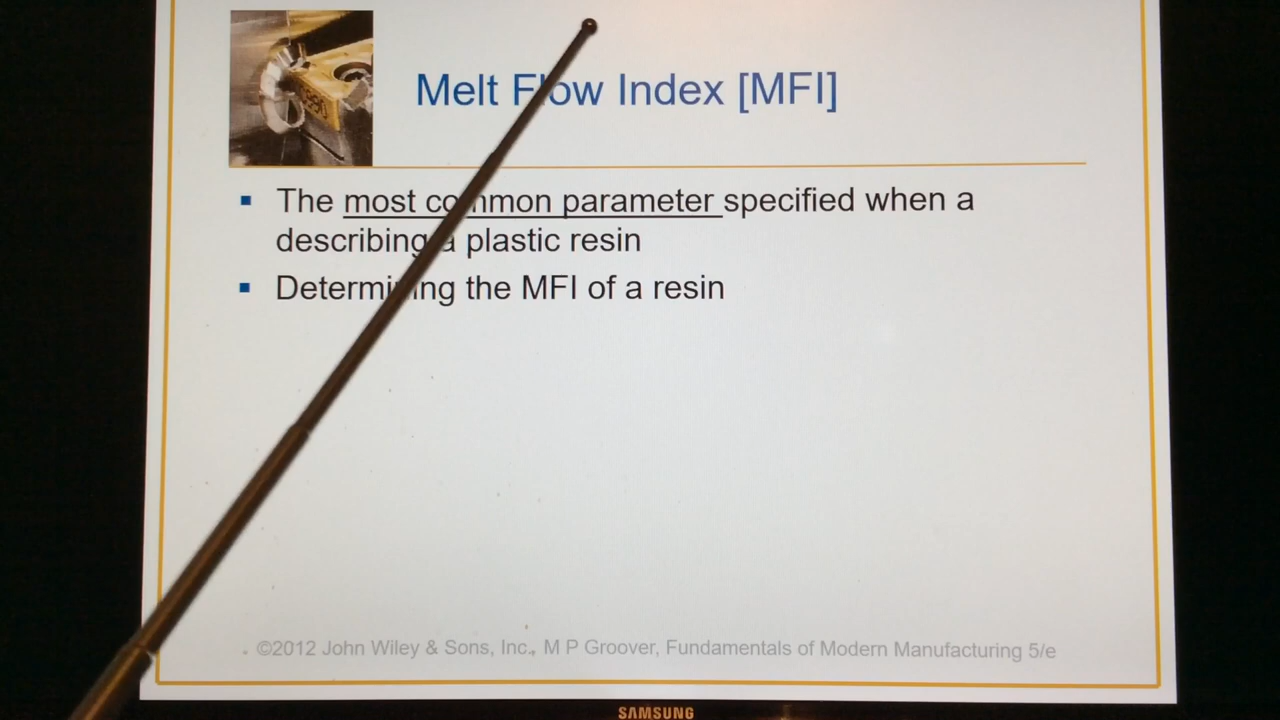 Melt Flow Index [MFI]
▪ The most common parameter specified when a
describing a plastic resin
▪ Determining the MFI of a resin
©2012 John Wiley & Sons, Inc., M P Groover, Fundamentals of Modern Manufacturing 5/e
SAMSUNG